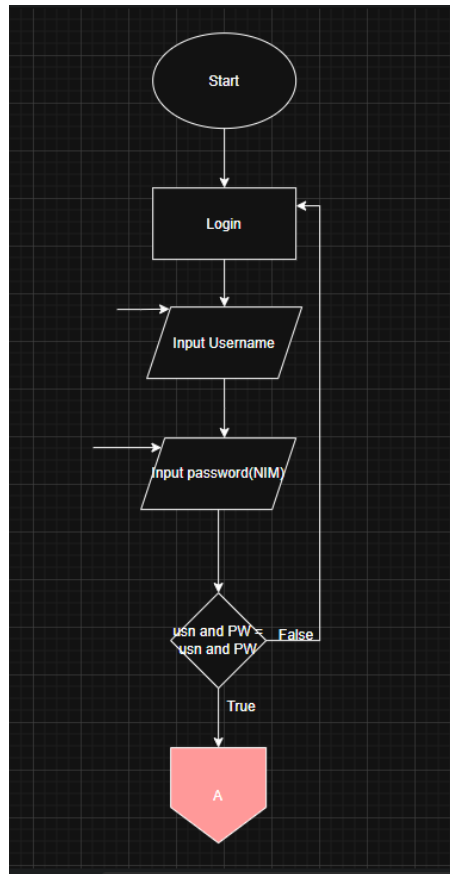 Start
Login
Input Username
Input password(NIM)
usn and PW =
usn and PW
False
True
A